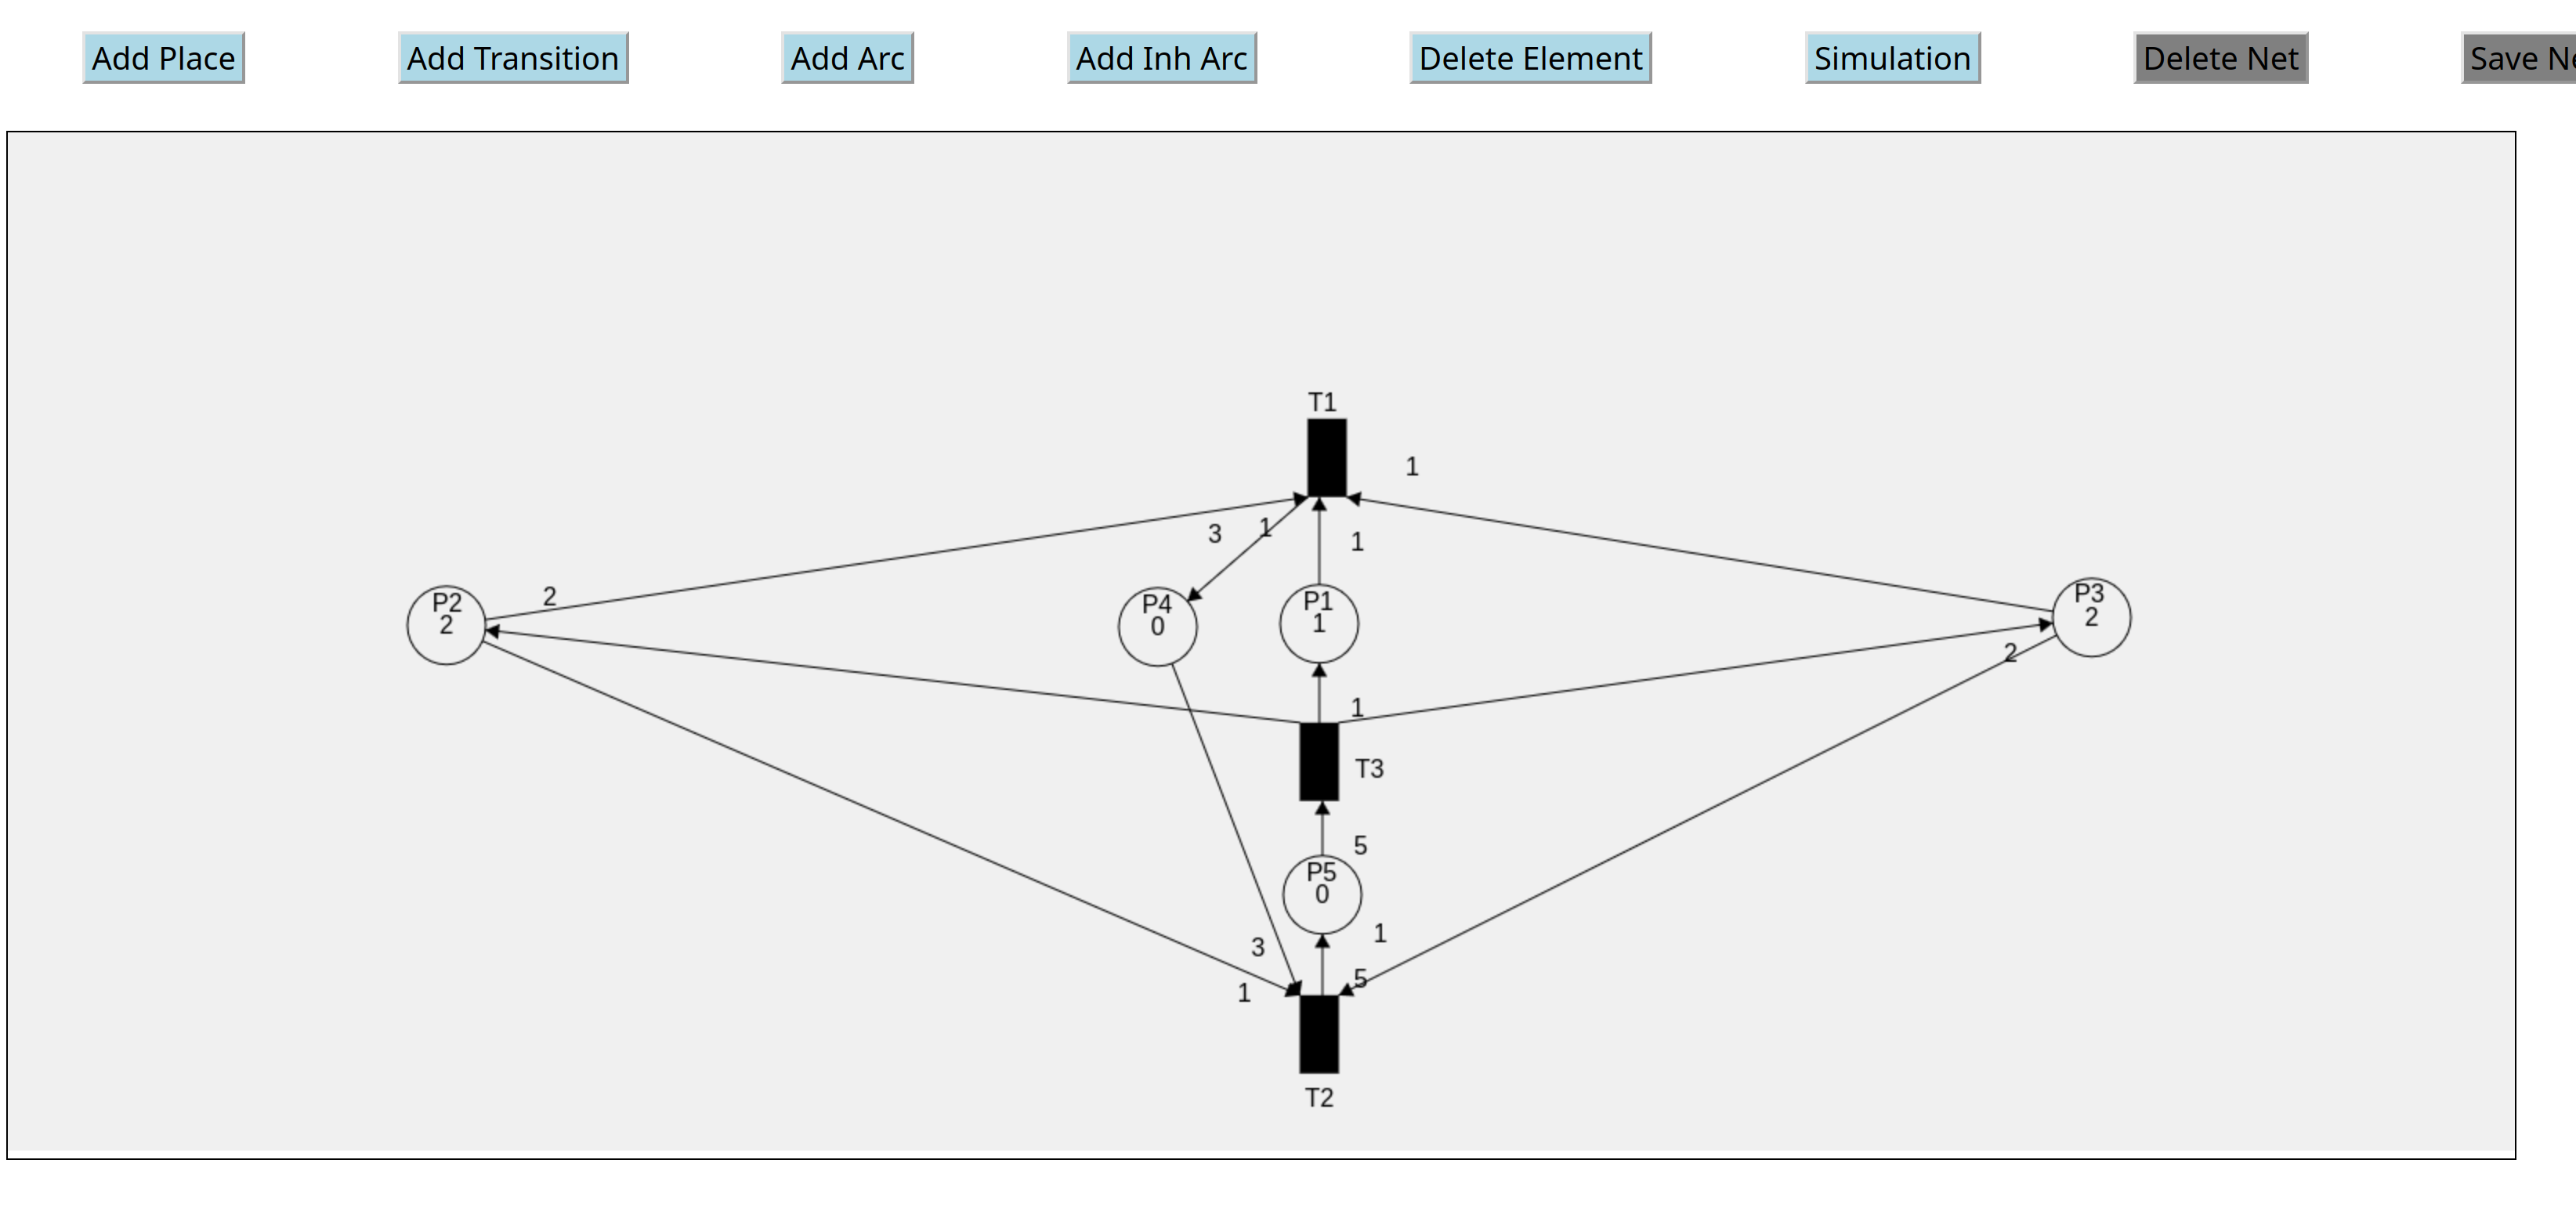 Add Place
Add Transition
Add Arc
Add Inh Arc
Delete Element
Simulation
Delete Net
Save Ne
T1
1
3
1
1
P2
2
2
P4
0
P1
1
P3
2
2
1
T3
5
P5
0
3
1
5
1
T2